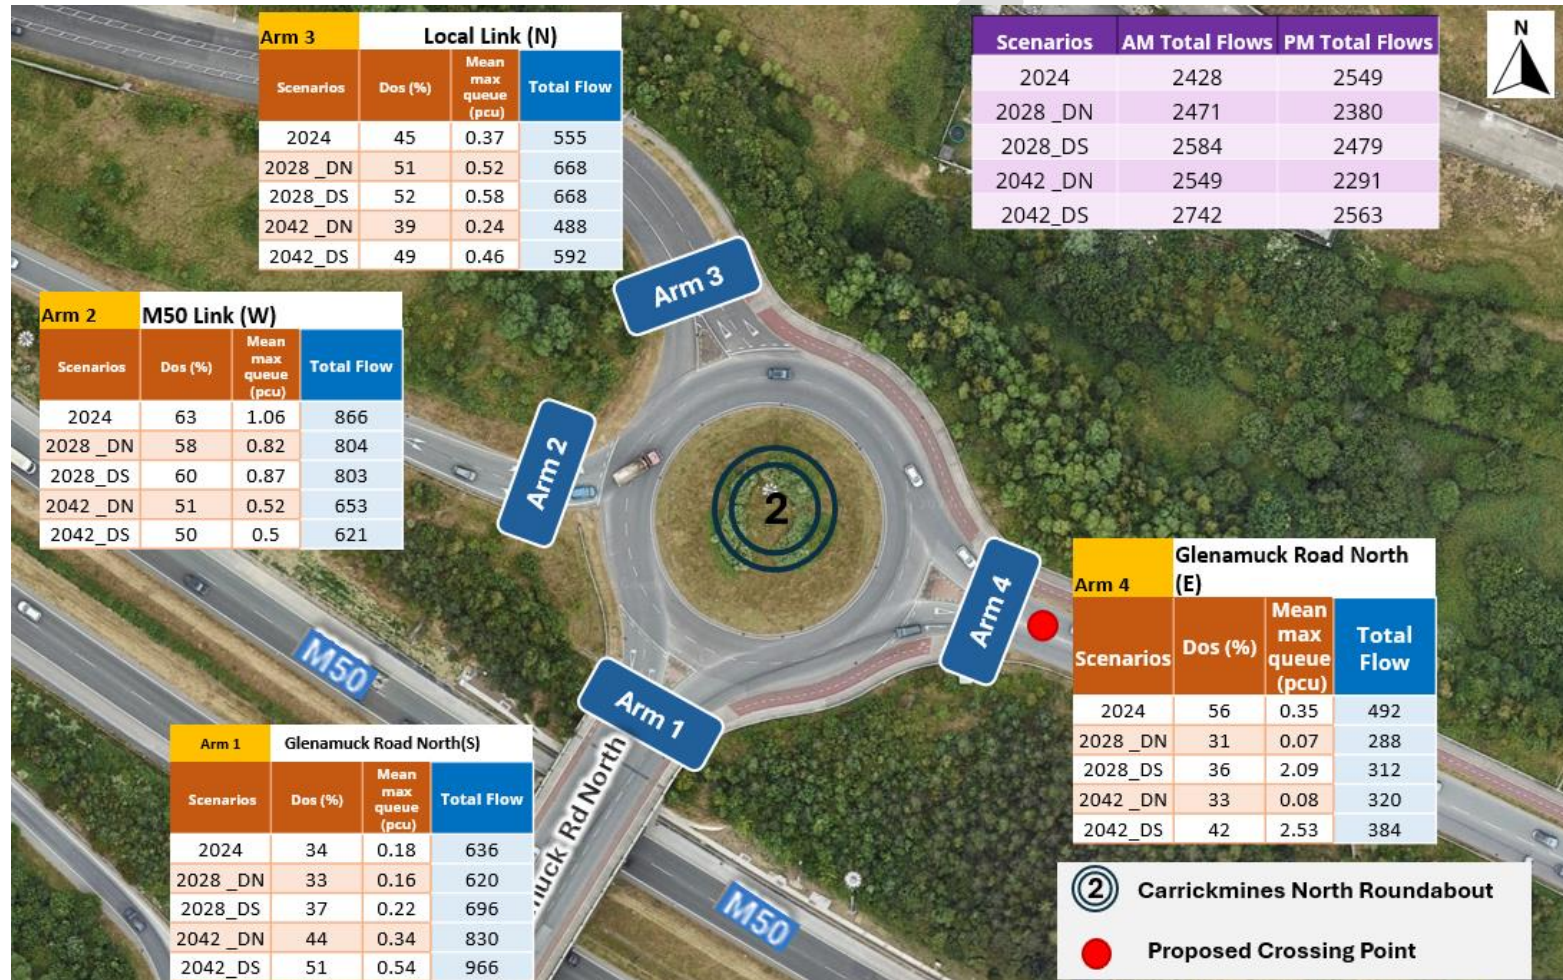 Arm 3 Local Link (N)
Scenarios Dos (%) Mean max queue (pcu) Total Flow
2024 45 0.37 555
2028 _DN 51 0.52 668
2028_DS 52 0.58 668
2042 _DN 39 0.24 488
2042_DS 49 0.46 592
Scenarios AM Total Flows PM Total Flows
2024 2428 2549
2028 _DN 2471 2380
2028_DS 2584 2479
2042 _DN 2549 2291
2042_DS 2742 2563
N
Arm 2 M50 Link (W)
Scenarios Dos (%) Mean max queue (pcu) Total Flow
2024 63 1.06 866
2028 _DN 58 0.82 804
2028_DS 60 0.87 803
2042 _DN 51 0.52 653
2042_DS 50 0.5 621
Arm 3
Arm 2
2
Arm 4
Arm 1
M50
Arm 4 Glenamuck Road North (E)
Scenarios Dos (%) Mean max queue (pcu) Total Flow
2024 56 0.35 492
2028 _DN 31 0.07 288
2028_DS 36 2.09 312
2042 _DN 33 0.08 320
2042_DS 42 2.53 384
Arm 1 Glenamuck Road North(S)
Scenarios Dos (%) Mean max queue (pcu) Total Flow
2024 34 0.18 636
2028 _DN 33 0.16 620
2028_DS 37 0.22 696
2042 _DN 44 0.34 830
2042_DS 51 0.54 966
nuck Rd North
M50
2 Carrickmines North Roundabout
Proposed Crossing Point